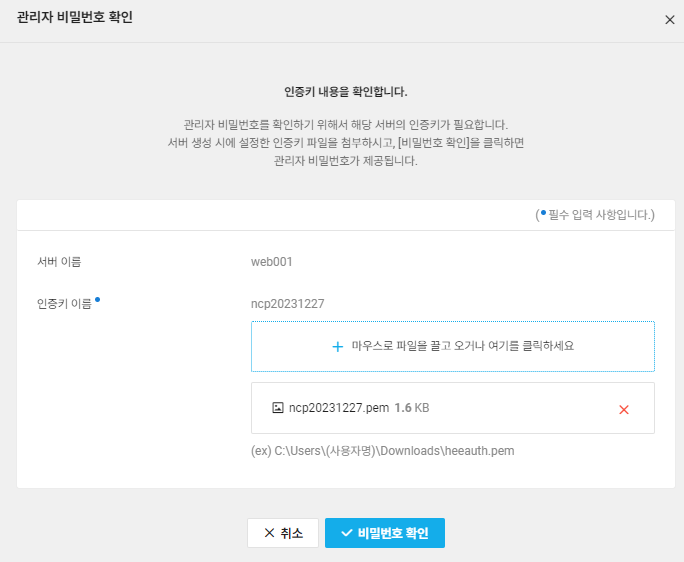 관리자 비밀번호 확인
인증키 내용을 확인합니다.
관리자 비밀번호를 확인하기 위해서 해당 서버의 인증키가 필요합니다.
서버 생성 시에 설정한 인증키 파일을 첨부하시고, [비밀번호 확인]을 클릭하면
관리자 비밀번호가 제공됩니다.
(• 필수 입력 사항입니다.)
서버 이름 web001
인증키 이름 • ncp20231227
+ 마우스로 파일을 끌고 오거나 여기를 클릭하세요
ncp20231227.pem 1.6 KB
(ex) C:\Users\(사용자명)\Downloads\heeauth.pem
취소 비밀번호 확인